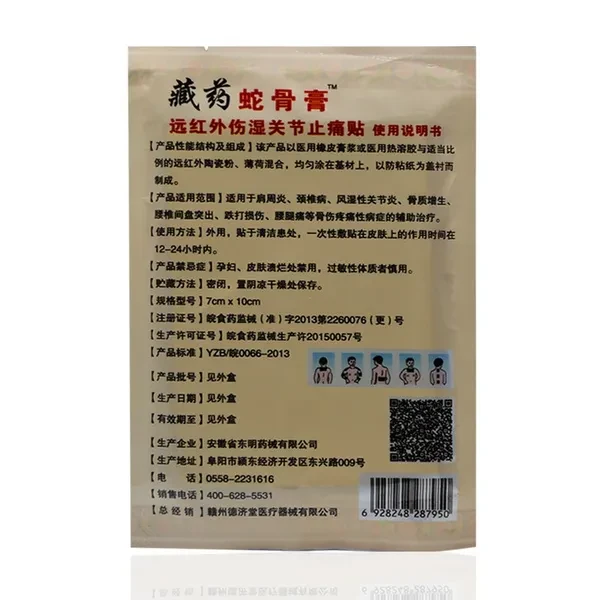 藏药蛇骨膏™
远红外伤湿关节止痛贴 使用说明书
【产品性能结构及组成】该产品以医用橡皮膏浆或医用热溶胶与适当比
例的远红外陶瓷粉、薄荷混合，均匀涂在基材上，以防粘纸为盖衬而
制成。
【产品适用范围】适用于肩周炎、颈椎病、风湿性关节炎、骨质增生、
腰椎间盘突出、跌打损伤、腰腿痛等骨伤疼痛性病症的辅助治疗。
【使用方法】外用，贴于清洁患处，一次性敷贴在皮肤上的作用时间在
12-24小时内。
【产品禁忌症】孕妇、皮肤溃烂处禁用，过敏性体质者慎用。
【贮藏方法】密闭，置阴凉干燥处保存。
【规格型号】7cm x 10cm
【注册证号】皖食药监械（准）字2013第2260076（更）号
【生产许可证号】皖食药监械生产许20150057号
【产品标准】YZB/皖0066-2013
【产品批号】见外盒
【生产日期】见外盒
【有效期至】见外盒
【生产企业】安徽省东明药械有限公司
【生产地址】阜阳市颍东经济开发区东兴路009号
【电 话】0558-2231616
【销售电话】400-628-5531
【总经销】赣州德济堂医疗器械有限公司
6 928248 287950